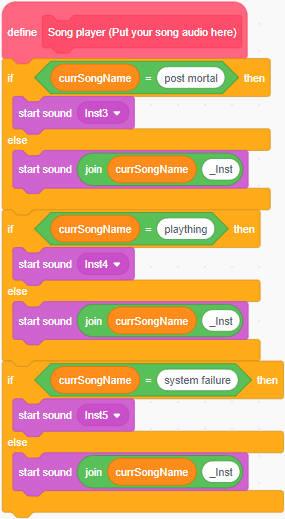 define Song player (Put your song audio here)
if currSongName = post mortal then
start sound Inst3
else
start sound join currSongName _Inst
if currSongName = plaything then
start sound Inst4
else
start sound join currSongName _Inst
if currSongName = system failure then
start sound Inst5
else
start sound join currSongName _Inst